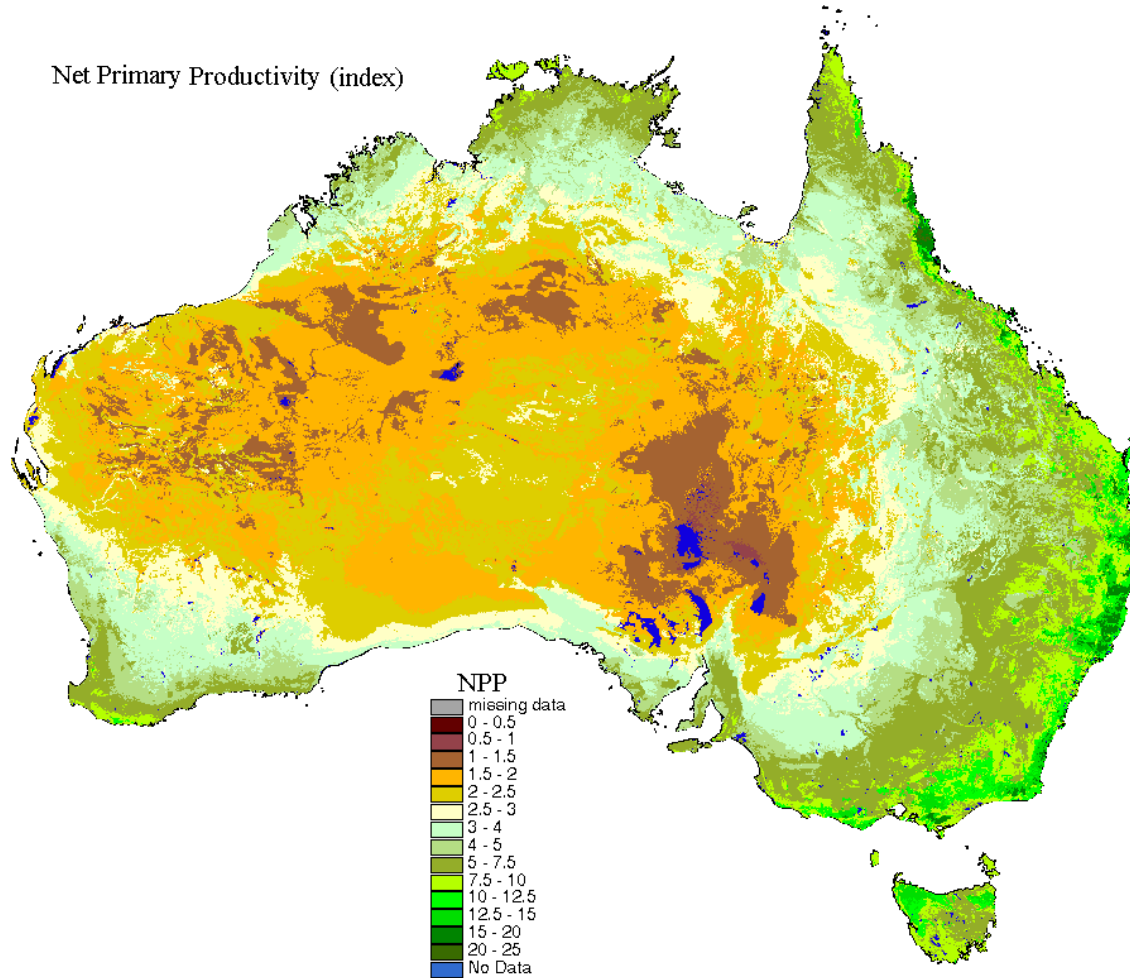 Net Primary Productivity (index)
NPP
missing data
0 - 0.5
0.5 - 1
1 - 1.5
1.5 - 2
2 - 2.5
2.5 - 3
3 - 4
4 - 5
5 - 7.5
7.5 - 10
10 - 12.5
12.5 - 15
15 - 20
20 - 25
No Data